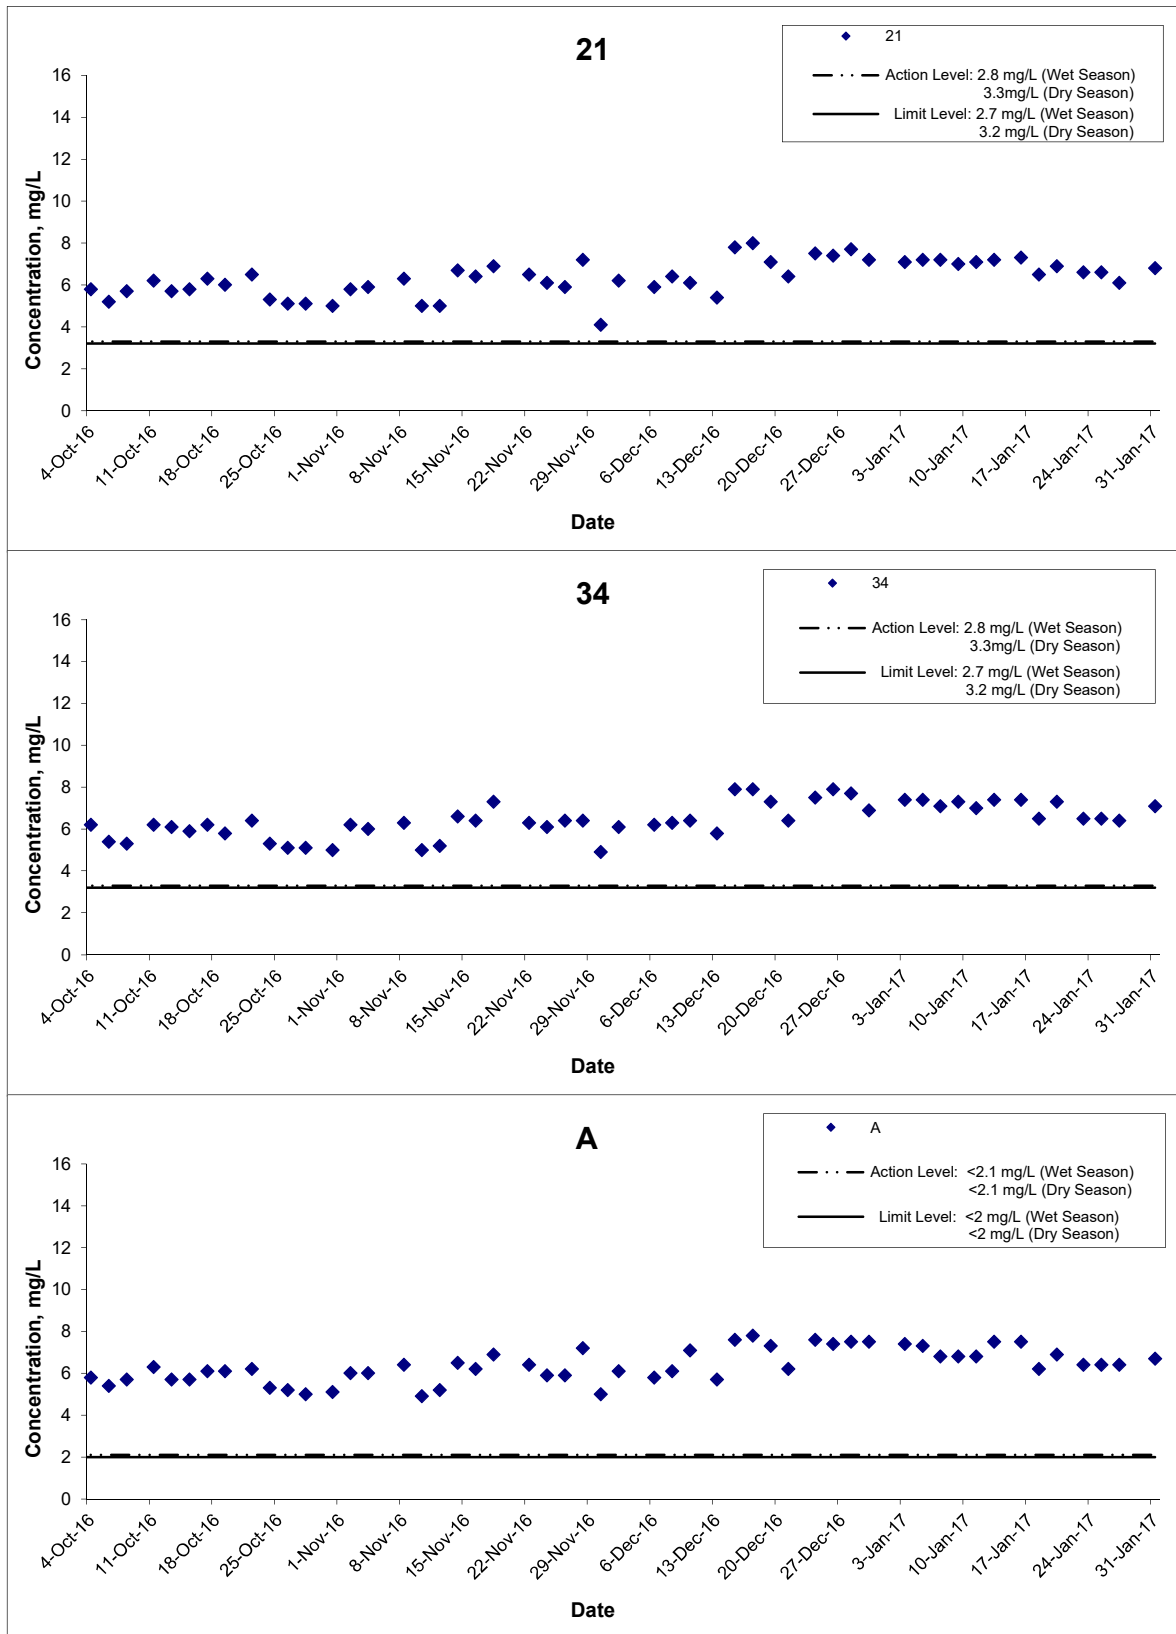 21
21
Action Level: 2.8 mg/L (Wet Season)
3.3mg/L (Dry Season)
Limit Level: 2.7 mg/L (Wet Season)
3.2 mg/L (Dry Season)
Concentration, mg/L
16
14
12
10
8
6
4
2
0
4-Oct-16
11-Oct-16
18-Oct-16
25-Oct-16
1-Nov-16
8-Nov-16
15-Nov-16
22-Nov-16
29-Nov-16
6-Dec-16
13-Dec-16
20-Dec-16
27-Dec-16
3-Jan-17
10-Jan-17
17-Jan-17
24-Jan-17
31-Jan-17
Date
34
34
Action Level: 2.8 mg/L (Wet Season)
3.3mg/L (Dry Season)
Limit Level: 2.7 mg/L (Wet Season)
3.2 mg/L (Dry Season)
Concentration, mg/L
16
14
12
10
8
6
4
2
0
4-Oct-16
11-Oct-16
18-Oct-16
25-Oct-16
1-Nov-16
8-Nov-16
15-Nov-16
22-Nov-16
29-Nov-16
6-Dec-16
13-Dec-16
20-Dec-16
27-Dec-16
3-Jan-17
10-Jan-17
17-Jan-17
24-Jan-17
31-Jan-17
Date
A
A
Action Level: <2.1 mg/L (Wet Season)
<2.1 mg/L (Dry Season)
Limit Level: <2 mg/L (Wet Season)
<2 mg/L (Dry Season)
Concentration, mg/L
16
14
12
10
8
6
4
2
0
4-Oct-16
11-Oct-16
18-Oct-16
25-Oct-16
1-Nov-16
8-Nov-16
15-Nov-16
22-Nov-16
29-Nov-16
6-Dec-16
13-Dec-16
20-Dec-16
27-Dec-16
3-Jan-17
10-Jan-17
17-Jan-17
24-Jan-17
31-Jan-17
Date